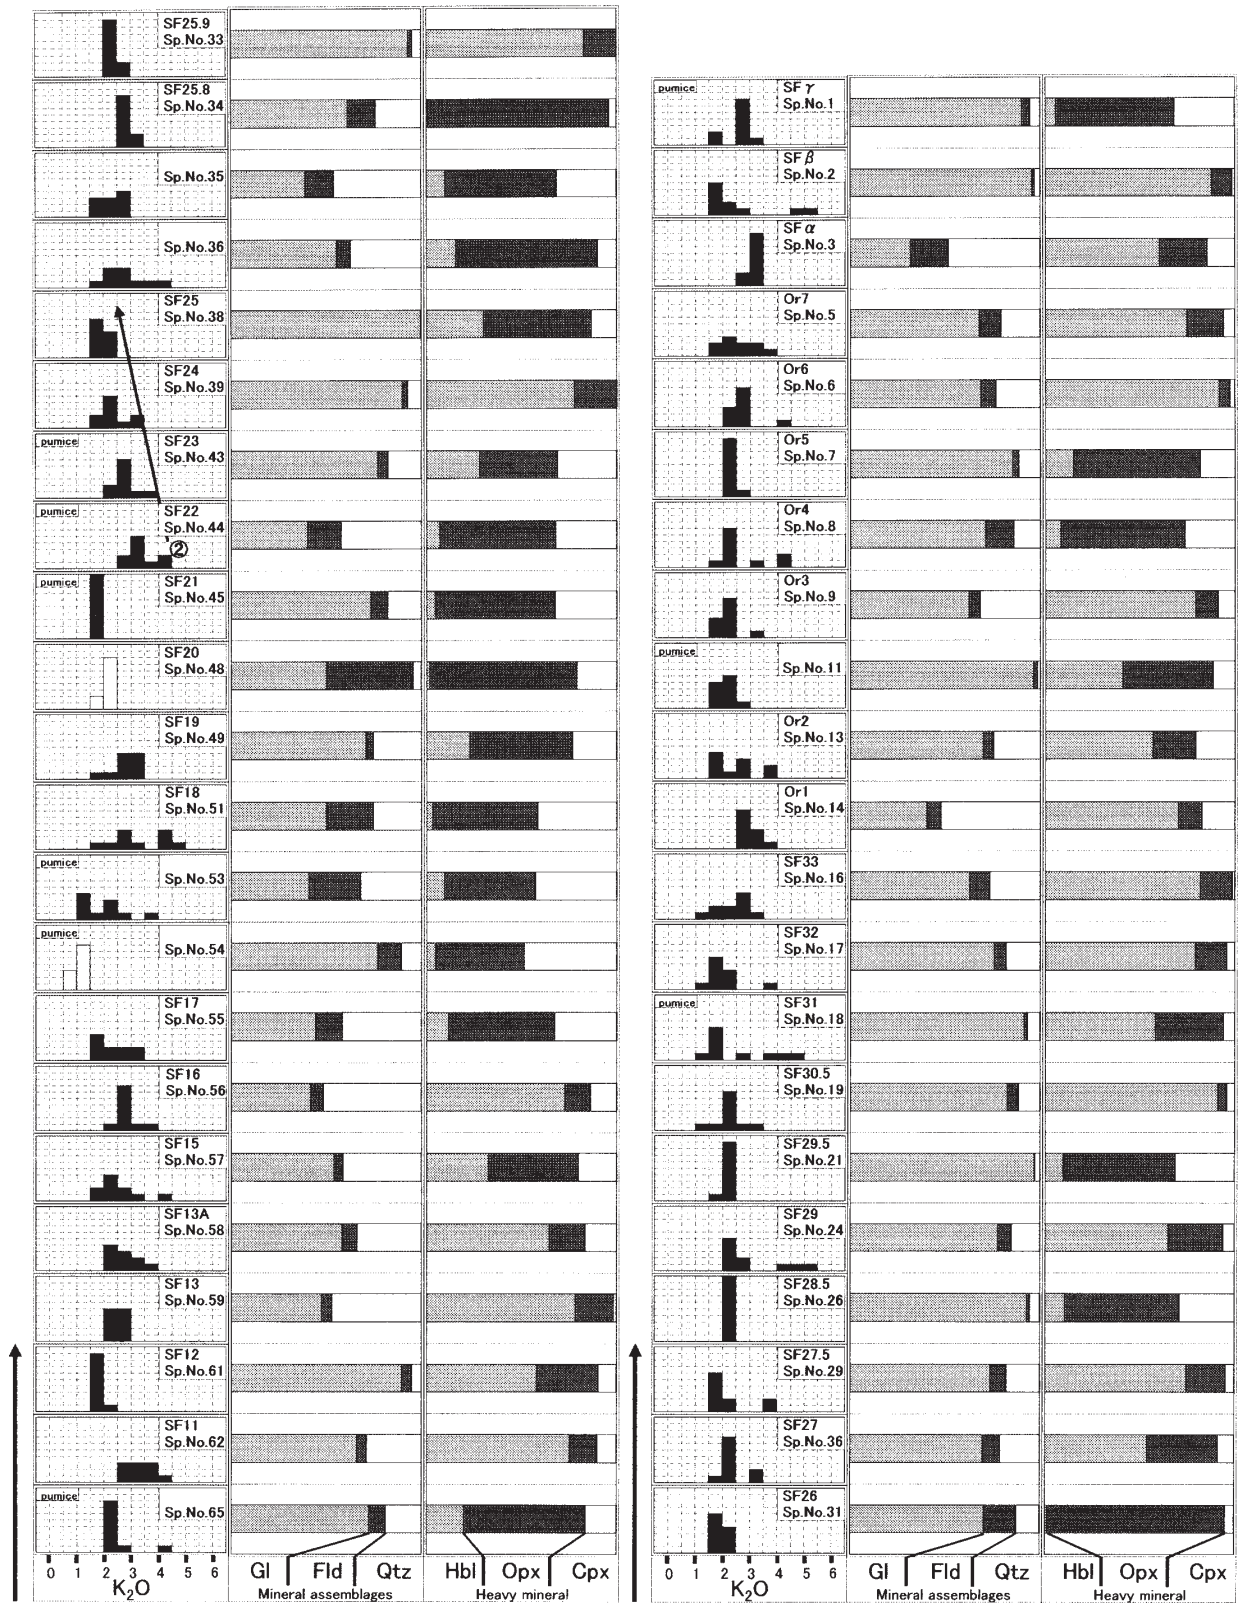 SF25.9
Sp.No.33
SF25.8
Sp.No.34
Sp.No.35
Sp.No.36
SF25
Sp.No.38
SF24
Sp.No.39
pumice
SF23
Sp.No.43
pumice
SF22
Sp.No.44
②
pumice
SF21
Sp.No.45
SF20
Sp.No.48
SF19
Sp.No.49
SF18
Sp.No.51
pumice
Sp.No.53
pumice
Sp.No.54
SF17
Sp.No.55
SF16
Sp.No.56
SF15
Sp.No.57
SF13A
Sp.No.58
SF13
Sp.No.59
SF12
Sp.No.61
SF11
Sp.No.62
pumice
Sp.No.65
0 1 2 3 4 5 6
K₂O
Gl Fld Qtz
Mineral assemblages
Hbl Opx Cpx
Heavy mineral
pumice
SF γ
Sp.No.1
SF β
Sp.No.2
SF α
Sp.No.3
Or7
Sp.No.5
Or6
Sp.No.6
Or5
Sp.No.7
Or4
Sp.No.8
Or3
Sp.No.9
pumice
Sp.No.11
Or2
Sp.No.13
Or1
Sp.No.14
SF33
Sp.No.16
SF32
Sp.No.17
pumice
SF31
Sp.No.18
SF30.5
Sp.No.19
SF29.5
Sp.No.21
SF29
Sp.No.24
SF28.5
Sp.No.26
SF27.5
Sp.No.29
SF27
Sp.No.36
SF26
Sp.No.31
0 1 2 3 4 5 6
K₂O
Gl Fld Qtz
Mineral assemblages
Hbl Opx Cpx
Heavy mineral